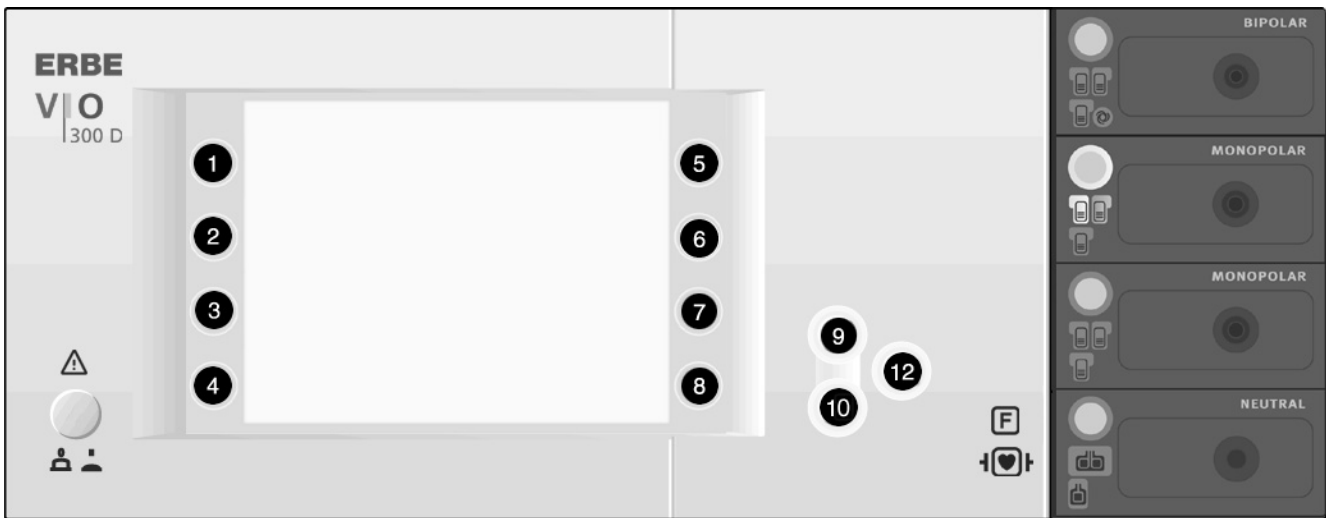 ERBE
VIO
300 D
1
2
3
4
5
6
7
8
9
10
12
F
BIPOLAR
MONOPOLAR
MONOPOLAR
NEUTRAL